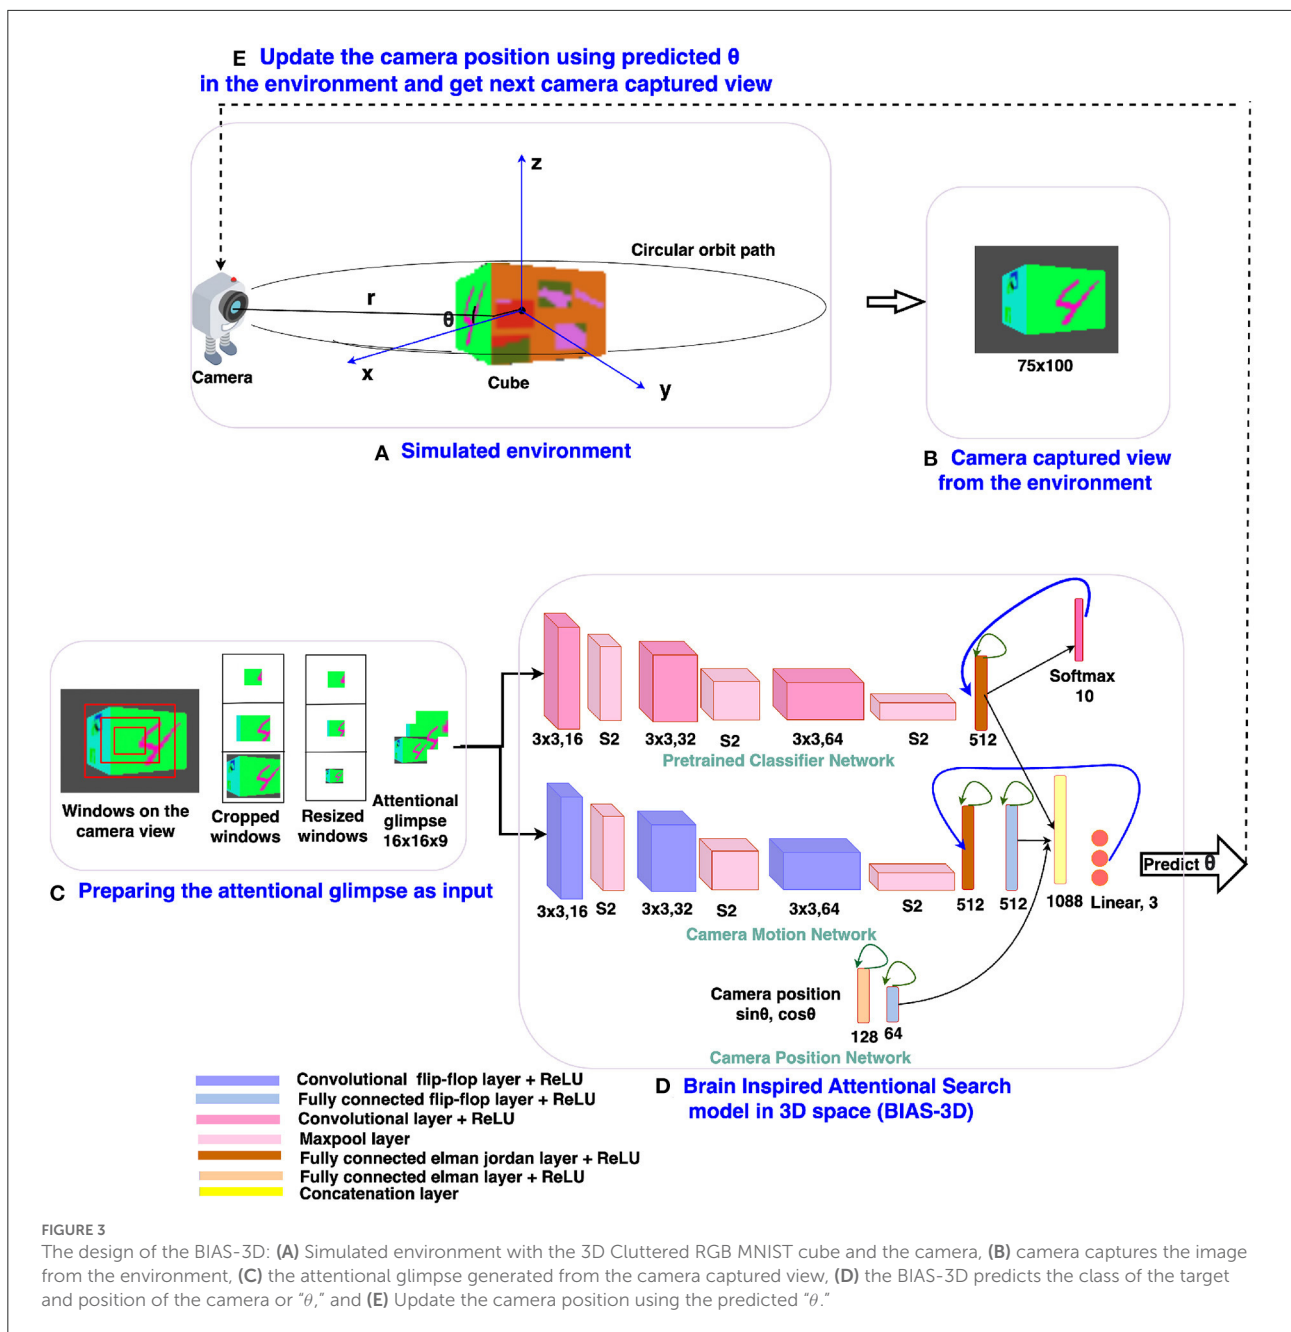 E Update the camera position using predicted θ
in the environment and get next camera captured view
z
Circular orbit path
r
θ
Camera
x
Cube
y
75x100
A Simulated environment
B Camera captured view
from the environment
Windows on the
camera view
Cropped
windows
Resized
windows
Attentional
glimpse
16x16x9
C Preparing the attentional glimpse as input
3x3,16
S2
3x3,32
S2
3x3,64
S2
512
Softmax
10
Pretrained Classifier Network
3x3,16
S2
3x3,32
S2
3x3,64
S2
512
512
1088
Linear, 3
Predict θ
Camera Motion Network
Camera position
sinθ, cosθ
128
64
Camera Position Network
D Brain Inspired Attentional Search
model in 3D space (BIAS-3D)
Convolutional flip-flop layer + ReLU
Fully connected flip-flop layer + ReLU
Convolutional layer + ReLU
Maxpool layer
Fully connected elman jordan layer + ReLU
Fully connected elman layer + ReLU
Concatenation layer
FIGURE 3
The design of the BIAS-3D: (A) Simulated environment with the 3D Cluttered RGB MNIST cube and the camera, (B) camera captures the image
from the environment, (C) the attentional glimpse generated from the camera captured view, (D) the BIAS-3D predicts the class of the target
and position of the camera or “θ,” and (E) Update the camera position using the predicted “θ.”